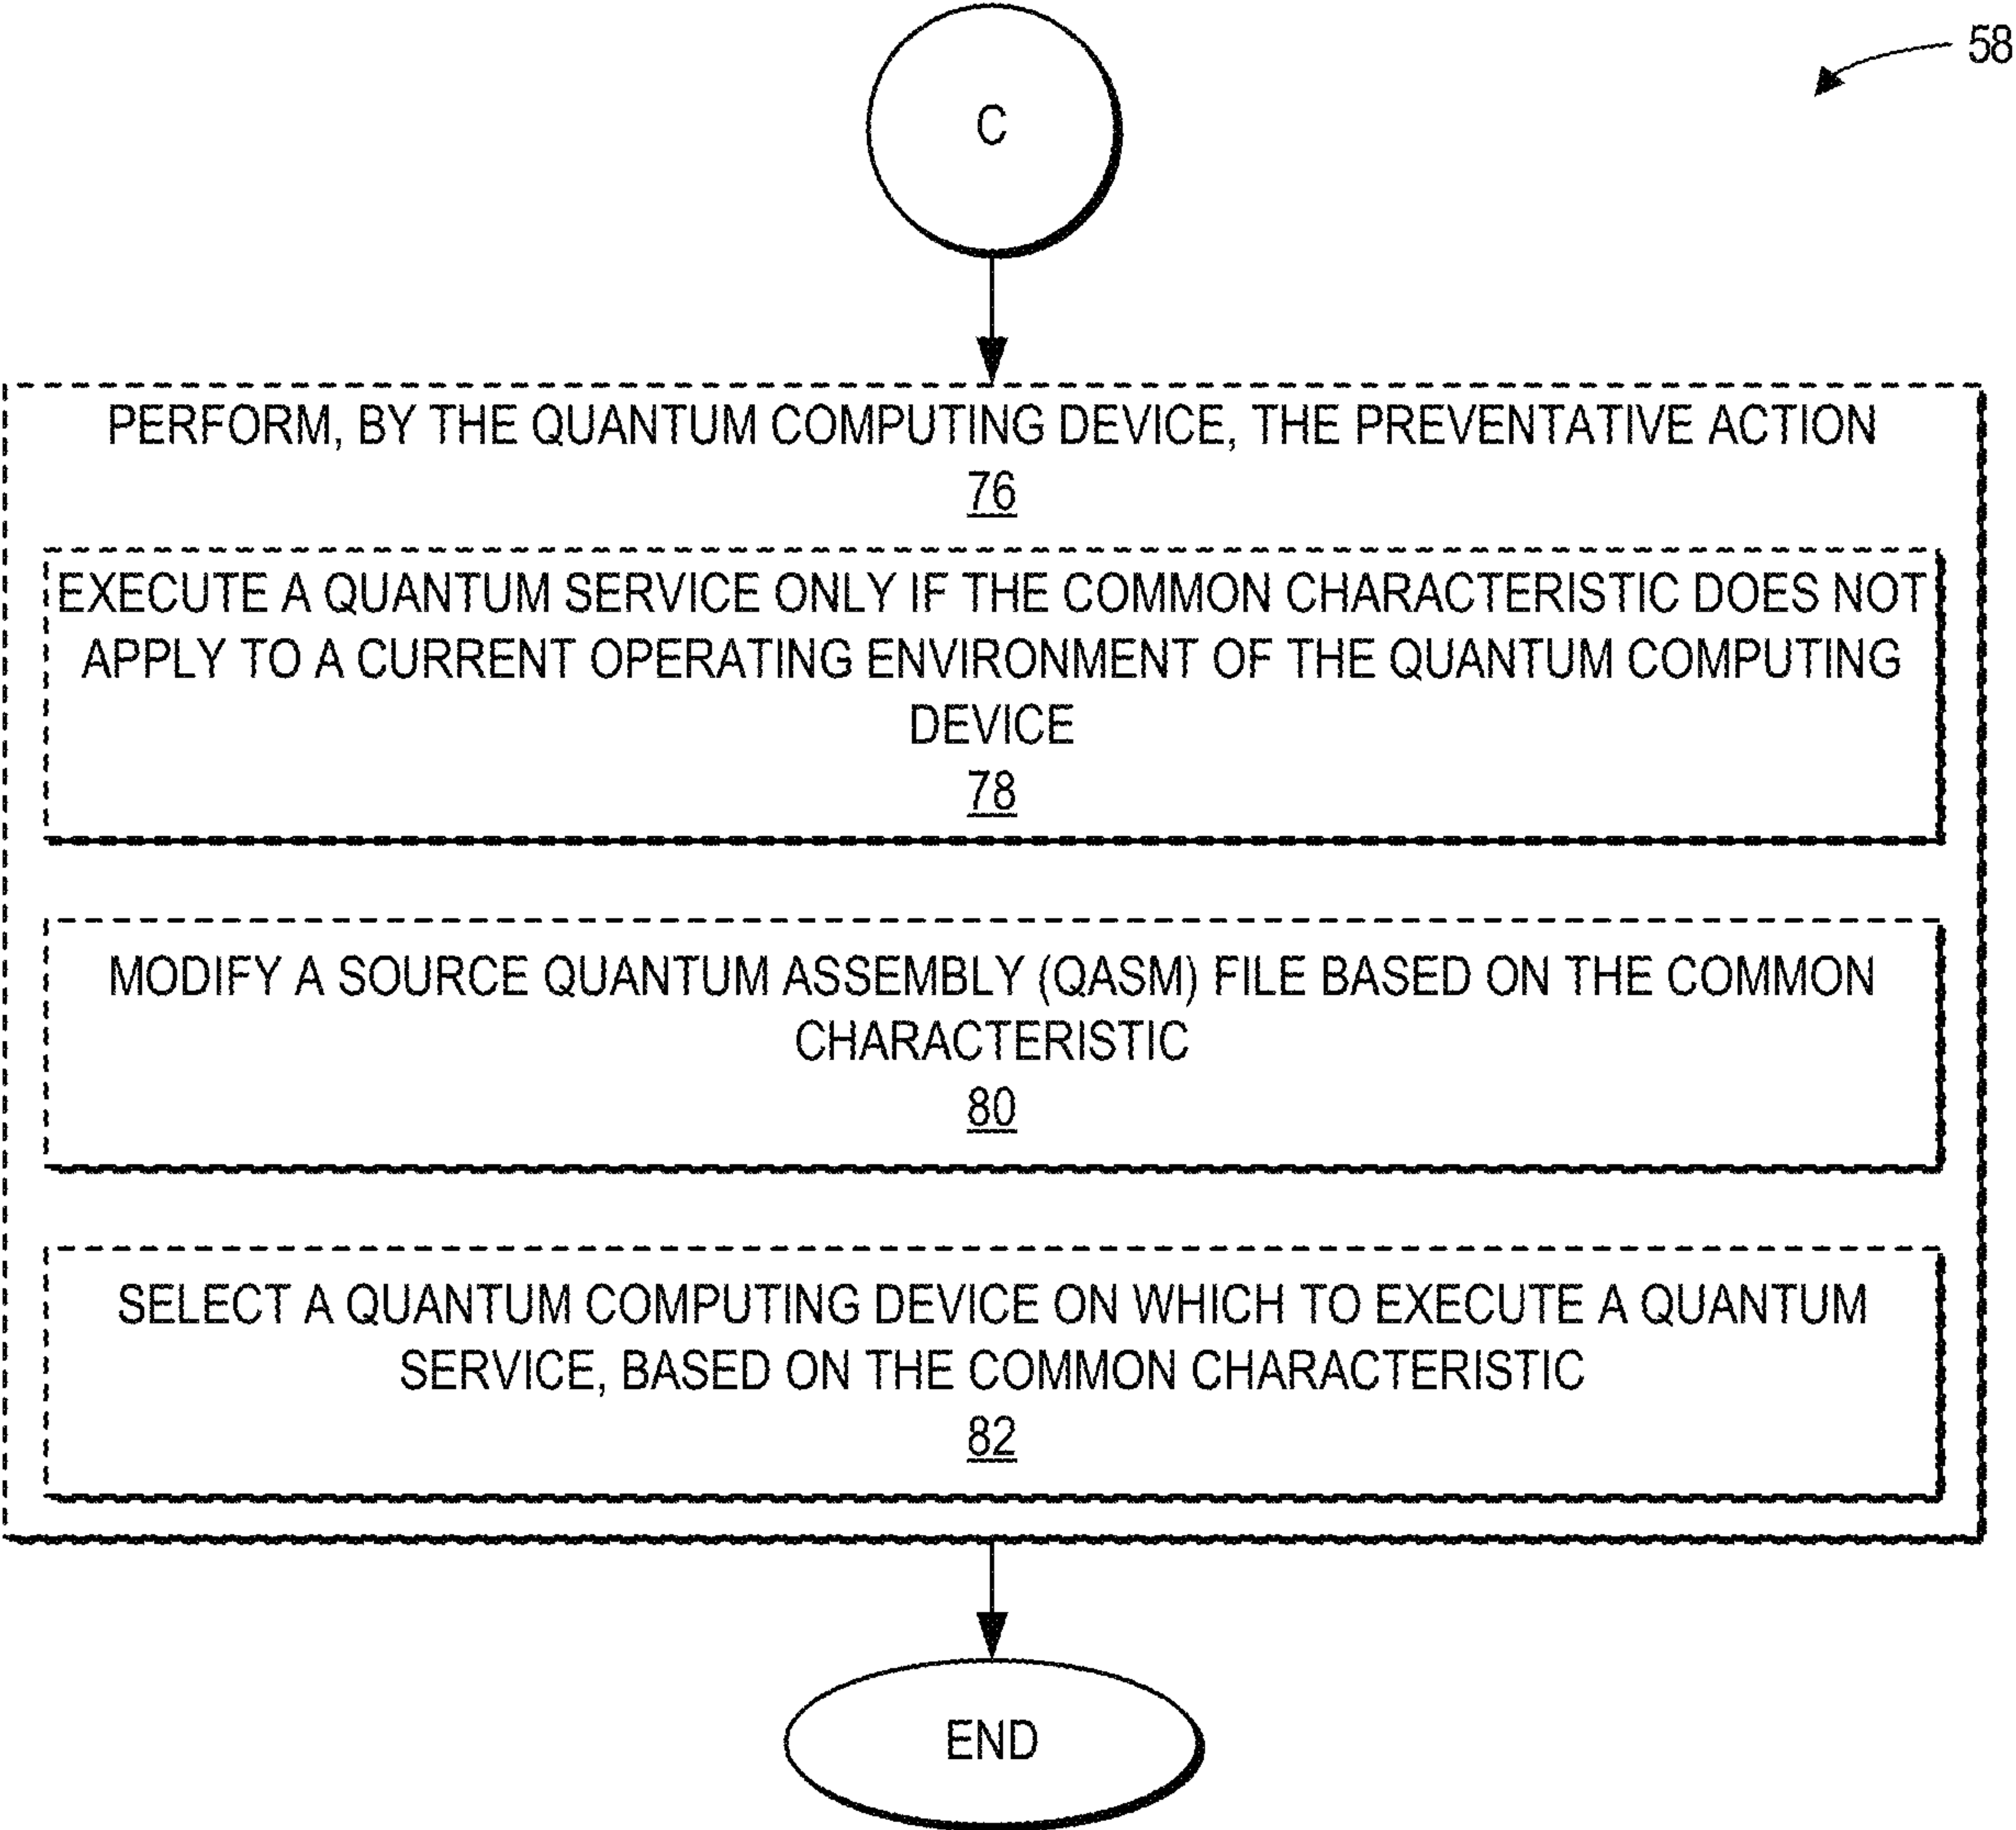 58
C
PERFORM, BY THE QUANTUM COMPUTING DEVICE, THE PREVENTATIVE ACTION
76
EXECUTE A QUANTUM SERVICE ONLY IF THE COMMON CHARACTERISTIC DOES NOT
APPLY TO A CURRENT OPERATING ENVIRONMENT OF THE QUANTUM COMPUTING
DEVICE
78
MODIFY A SOURCE QUANTUM ASSEMBLY (QASM) FILE BASED ON THE COMMON
CHARACTERISTIC
80
SELECT A QUANTUM COMPUTING DEVICE ON WHICH TO EXECUTE A QUANTUM
SERVICE, BASED ON THE COMMON CHARACTERISTIC
82
END